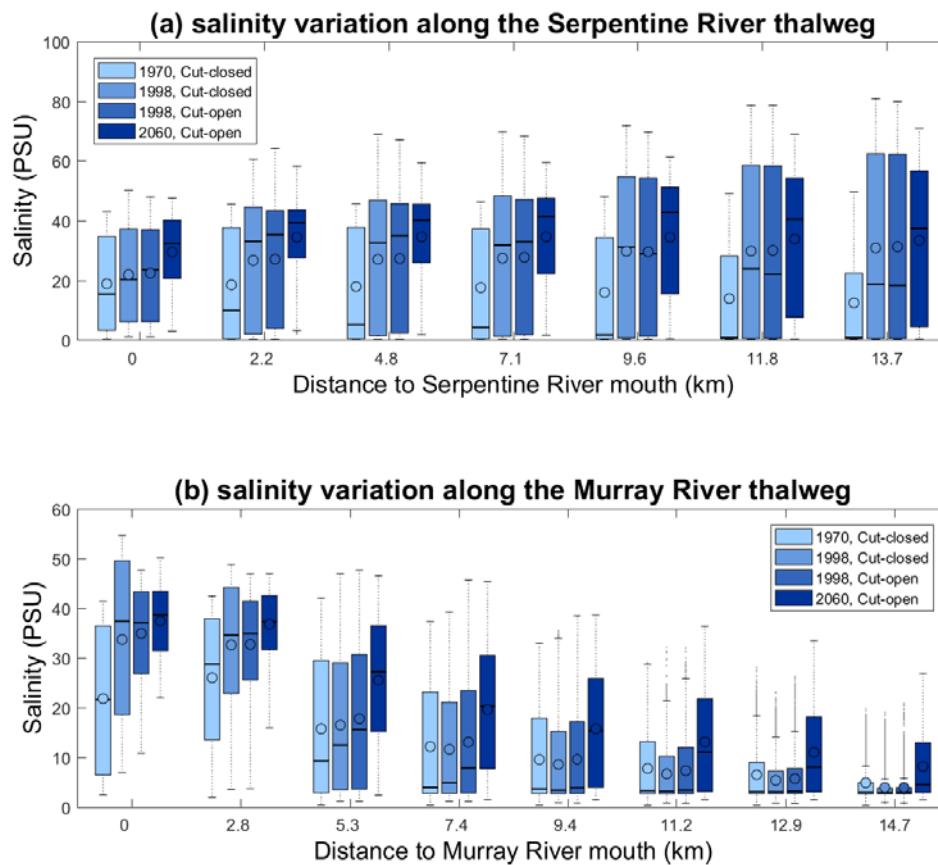 (a) salinity variation along the Serpentine River thalweg
100
80
60
40
20
0
Salinity (PSU)
1970, Cut-closed
1998, Cut-closed
1998, Cut-open
2060, Cut-open
0 2.2 4.8 7.1 9.6 11.8 13.7
Distance to Serpentine River mouth (km)
(b) salinity variation along the Murray River thalweg
60
50
40
30
20
10
0
Salinity (PSU)
1970, Cut-closed
1998, Cut-closed
1998, Cut-open
2060, Cut-open
0 2.8 5.3 7.4 9.4 11.2 12.9 14.7
Distance to Murray River mouth (km)